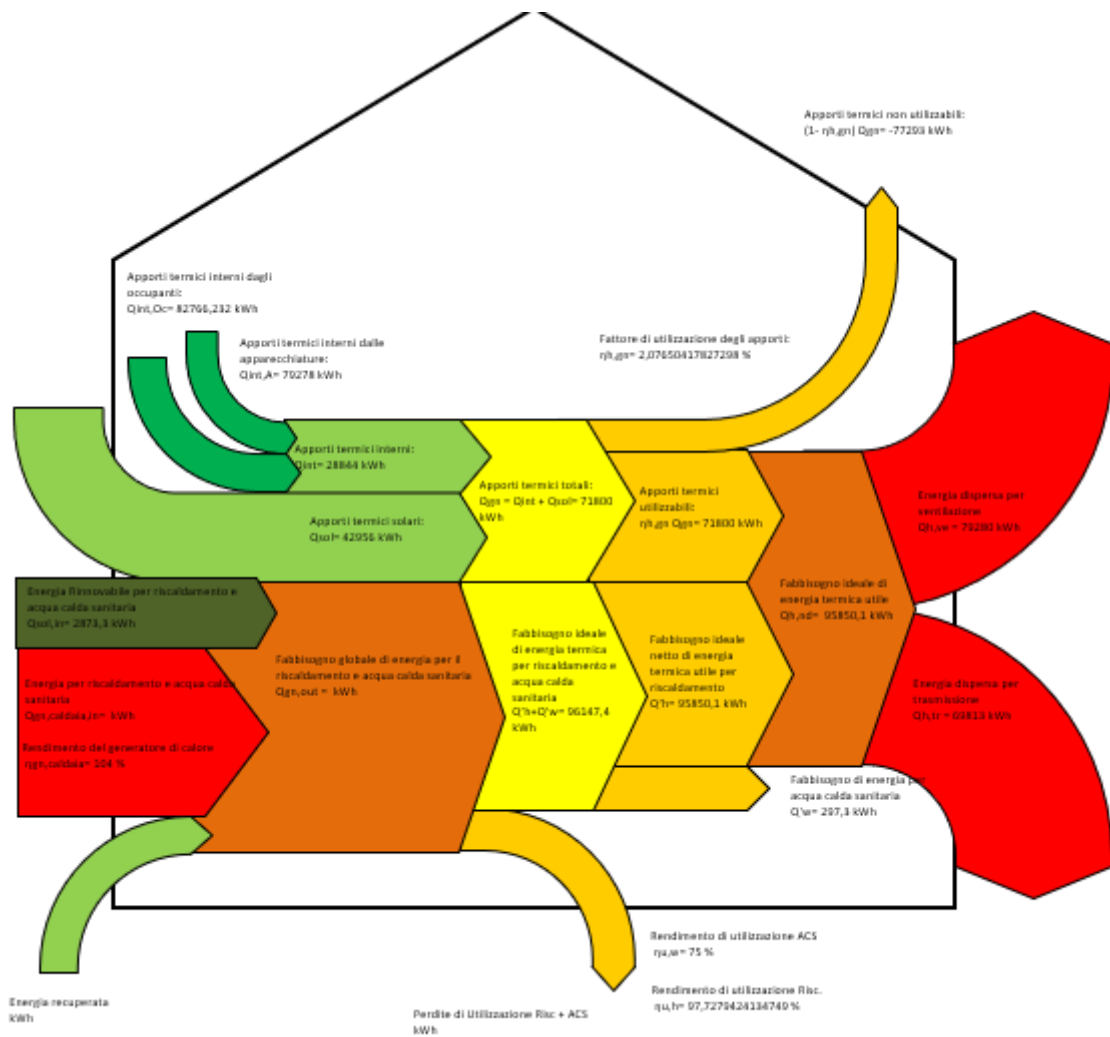 Apporti termici non utilizzabili:
(1- ηh,gn) Qgn= -77293 kWh
Apporti termici interni dagli
occupanti:
Qint,Oc= 82766,232 kWh
Apporti termici interni dalle
apparecchiature:
Qint,A= 79278 kWh
Fattore di utilizzazione degli apporti:
ηh,gn= 2,07650417827298 %
Apporti termici interni:
Qint= 28844 kWh
Apporti termici totali:
Qgn = Qint + Qsol= 71800
kWh
Apporti termici
utilizzabili:
ηh,gn Qgn= 71800 kWh
Energia dispersa per
ventilazione
Qh,ve = 79280 kWh
Apporti termici solari:
Qsol= 42956 kWh
Energia Rinnovabile per riscaldamento e
acqua calda sanitaria
Qsol,in= 2873,3 kWh
Fabbisogno ideale di
energia termica utile
Qh,nd= 95850,1 kWh
Fabbisogno globale di energia per il
riscaldamento e acqua calda sanitaria
Qgn,out = kWh
Fabbisogno ideale
di energia termica
per riscaldamento e
acqua calda
sanitaria
Q'h+Q'w= 96147,4
kWh
Fabbisogno ideale
netto di energia
termica utile per
riscaldamento
Q'h= 95850,1 kWh
Energia per riscaldamento e acqua calda
sanitaria
Qgn,caldaia,in= kWh
Rendimento del generatore di calore
ηgn,caldaia= 104 %
Energia dispersa per
trasmissione
Qh,tr = 69813 kWh
Fabbisogno di energia per
acqua calda sanitaria
Q'w= 297,3 kWh
Rendimento di utilizzazione ACS
ηu,w= 75 %
Rendimento di utilizzazione Risc.
ηu,h= 97,7279424134749 %
Energia recuperata
kWh
Perdite di Utilizzazione Risc + ACS
kWh